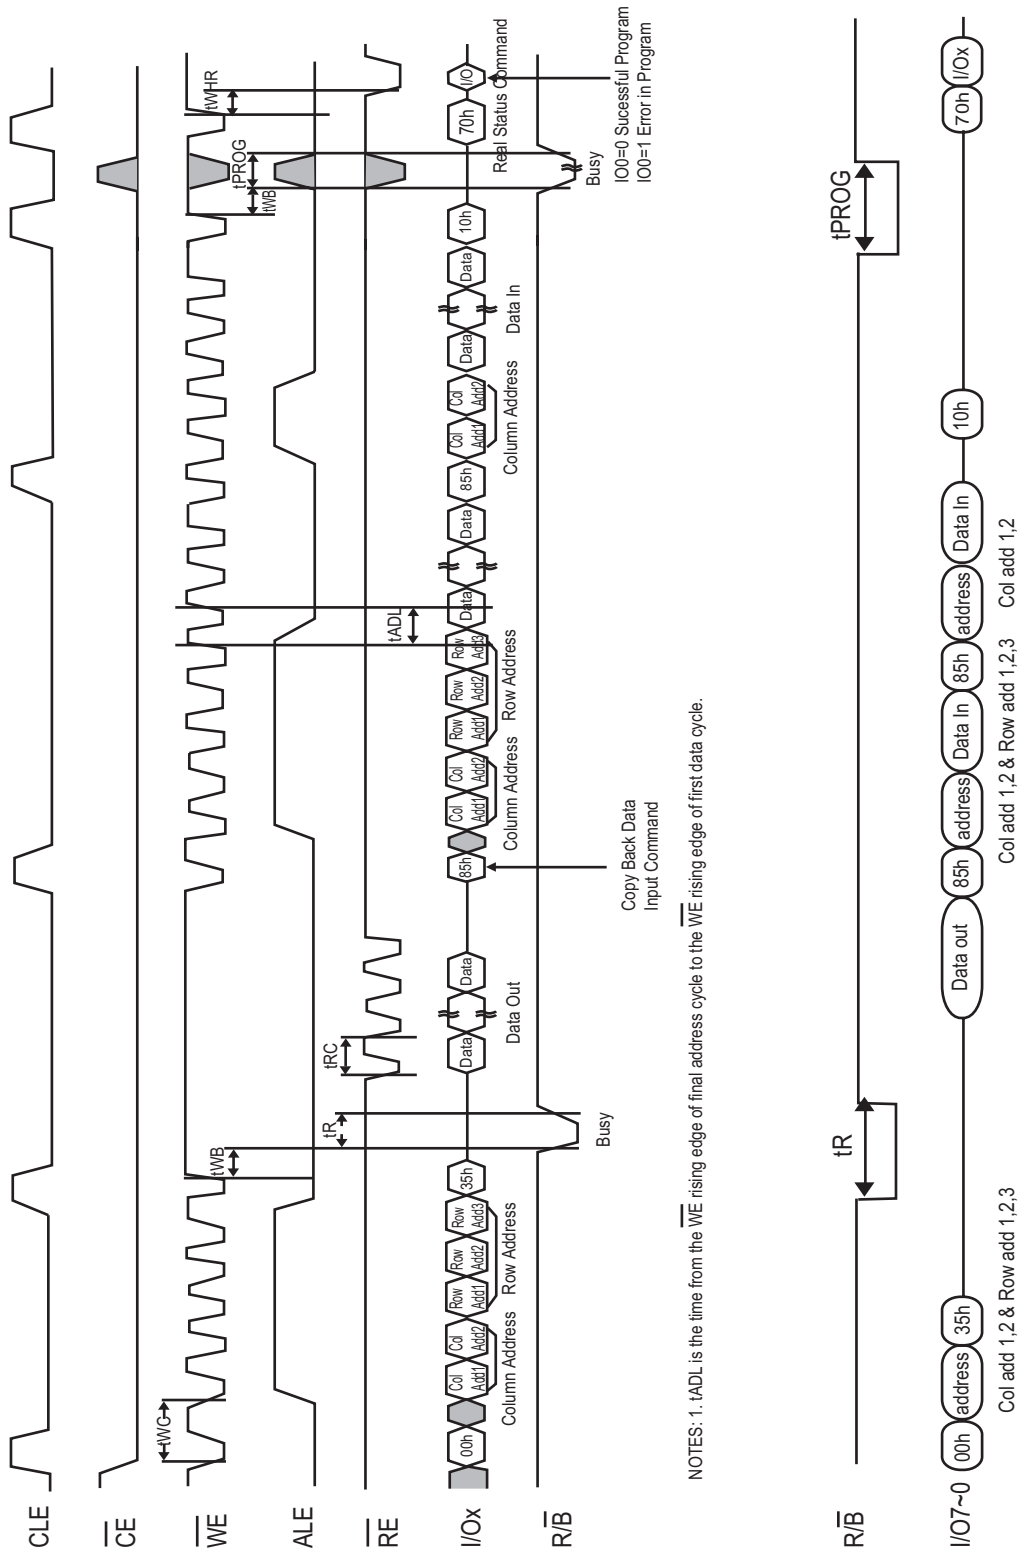 CLE
CE
WE
ALE
RE
I/Ox
R/B
tWC
tWB
tR
tRC
tADL
tWB
tPROG
tWHR
00h
Col Add1
Col Add2
Row Add1
Row Add2
Row Add3
35h
Data
Data
85h
Col Add1
Col Add2
Row Add1
Row Add2
Row Add3
Data
Data
85h
Col Add1
Col Add2
Data
Data
10h
70h
I/O
Column Address
Row Address
Data Out
Column Address
Row Address
Column Address
Data In
Real Status Command
Busy
Busy
Copy Back Data
Input Command
IO0=0 Sucessful Program
IO0=1 Error in Program
NOTES: 1. tADL is the time from the WE rising edge of final address cycle to the WE rising edge of first data cycle.
R/B
tR
tPROG
I/O7~0
00h
address
35h
Data out
85h
address
Data In
85h
address
Data In
10h
70h
I/Ox
Col add 1,2 & Row add 1,2,3
Col add 1,2 & Row add 1,2,3
Col add 1,2